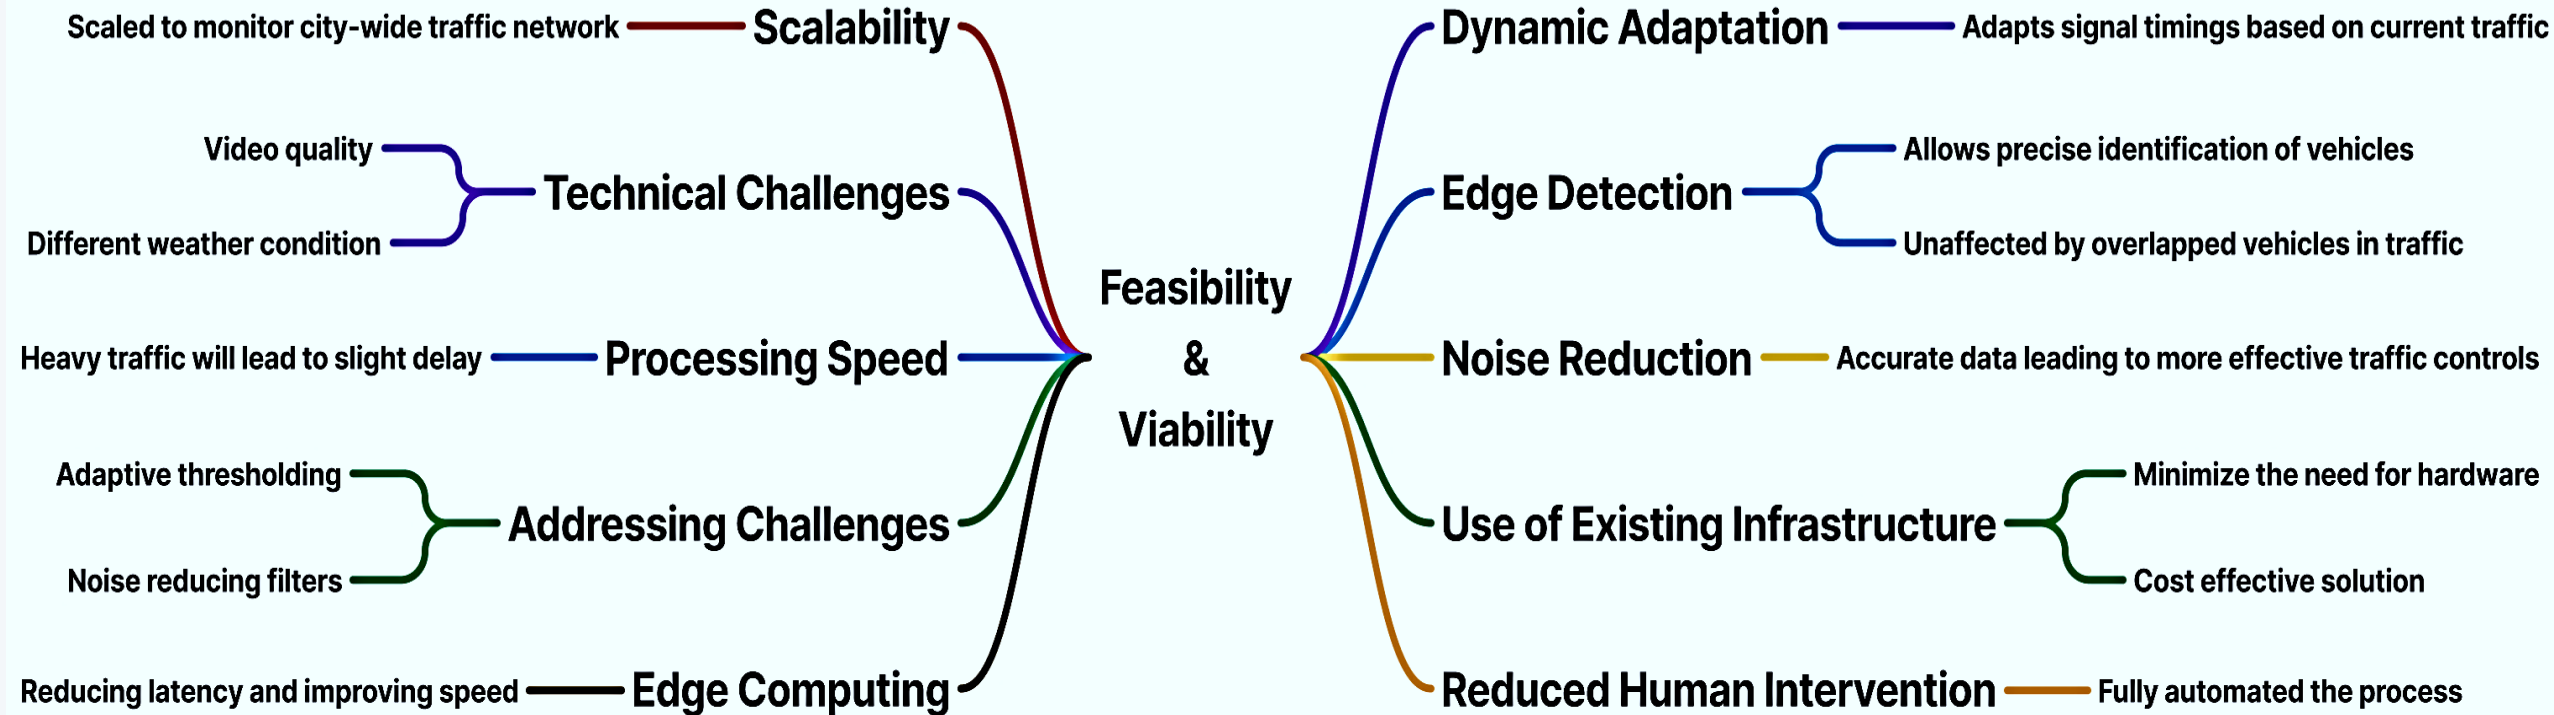 Scaled to monitor city-wide traffic network
Scalability
Video quality
Technical Challenges
Different weather condition
Heavy traffic will lead to slight delay
Processing Speed
Adaptive thresholding
Addressing Challenges
Noise reducing filters
Reducing latency and improving speed
Edge Computing
Feasibility
&
Viability
Dynamic Adaptation
Adapts signal timings based on current traffic
Edge Detection
Allows precise identification of vehicles
Unaffected by overlapped vehicles in traffic
Noise Reduction
Accurate data leading to more effective traffic controls
Use of Existing Infrastructure
Minimize the need for hardware
Cost effective solution
Reduced Human Intervention
Fully automated the process